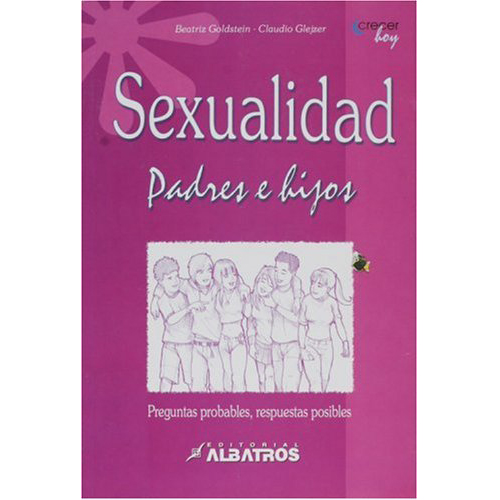 Beatriz Goldstein - Claudio Glejzer
crecer
hoy
Sexualidad
Padres e hijos
Preguntas probables, respuestas posibles
EDITORIAL
ALBATROS